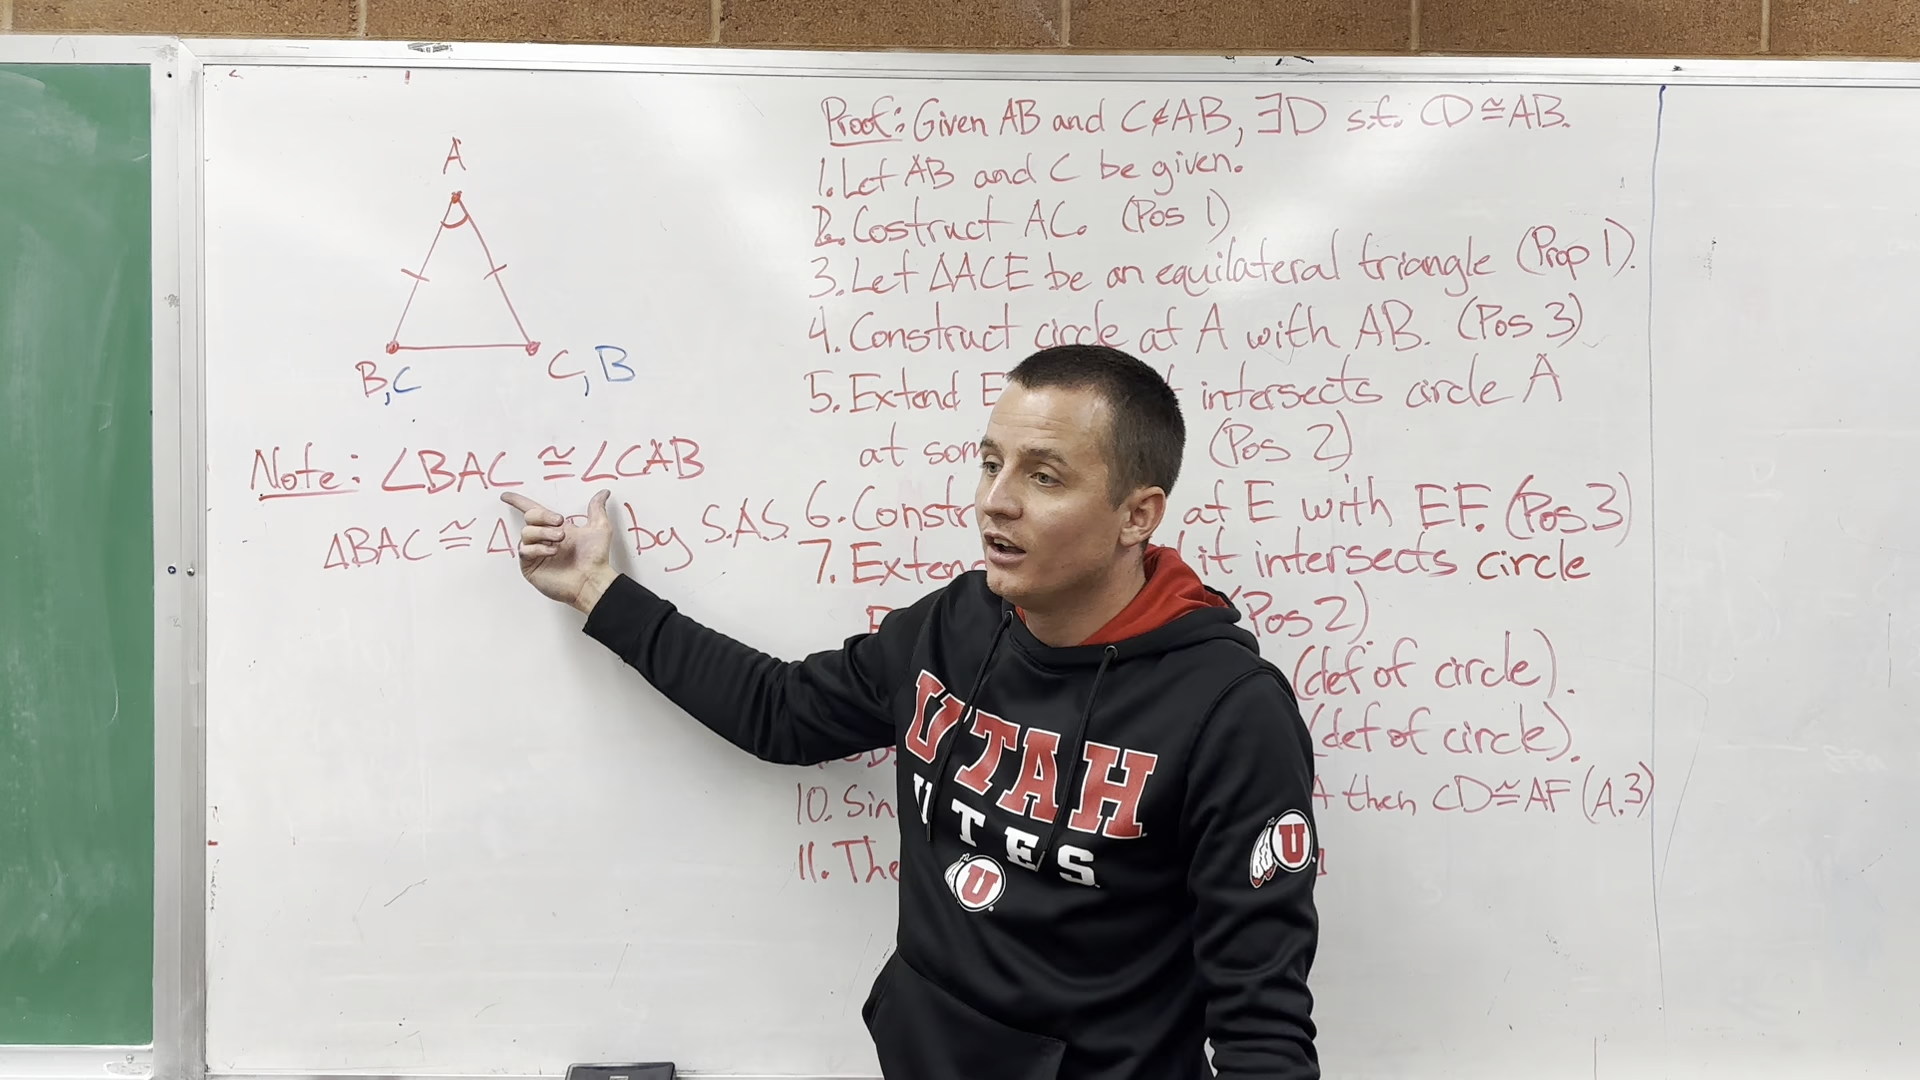 A
B,C
C, B
Note: ∠BAC ≅ ∠CAB
ΔBAC ≅ Δ by S.A.S.
Proof: Given AB and C∉AB, ∃D s.t. CD≅AB.
1. Let AB and C be given.
2. Costruct AC. (Pos 1)
3. Let ΔACE be an equilateral triangle (Prop 1).
4. Construct circle at A with AB. (Pos 3)
5. Extend E intersects circle A
at som (Pos 2)
6. Constr at E with EF. (Pos 3)
7. Exten it intersects circle
(Pos 2)
(def of circle).
(def of circle).
10. Sin A then CD≅AF (A.3)
11. The
UTAH
UTES
U
U